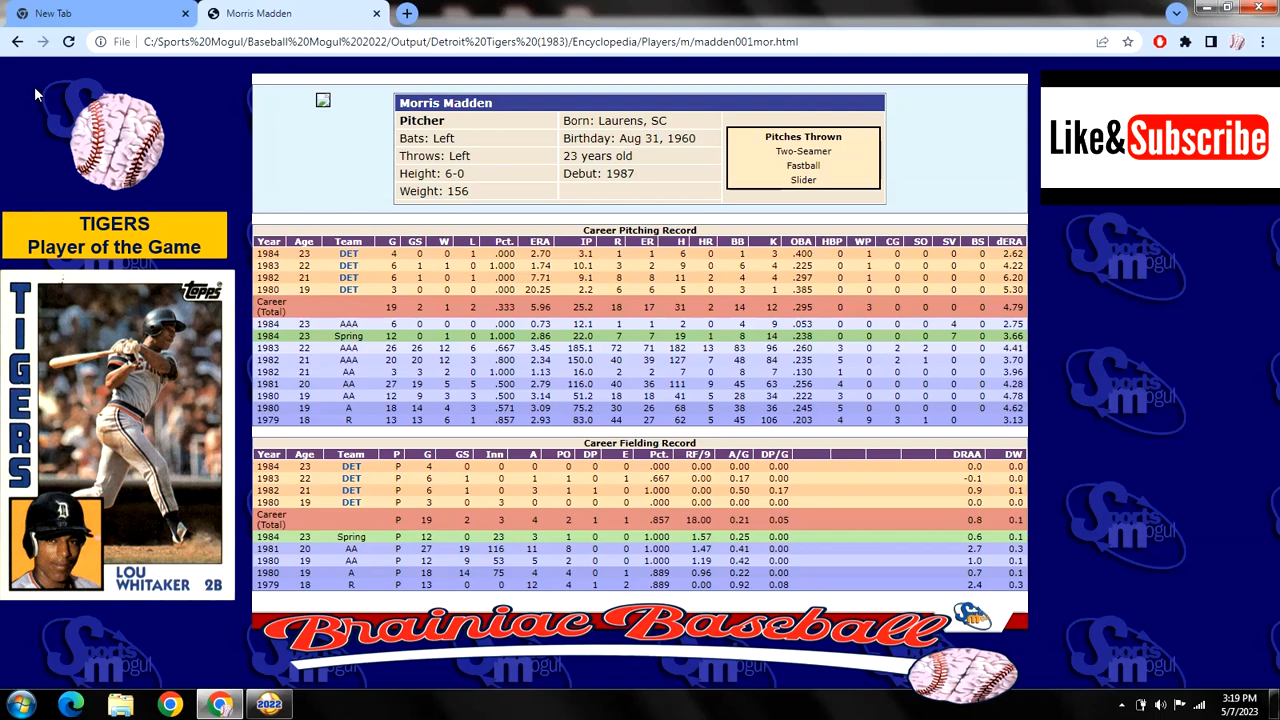 New Tab
Morris Madden
File C:/Sports%20Mogul/Baseball%20Mogul%202022/Output/Detroit%20Tigers%20(1983)/Encyclopedia/Players/m/madden001mor.html
Morris Madden
Pitcher Born: Laurens, SC
Bats: Left Birthday: Aug 31, 1960
Throws: Left 23 years old
Height: 6-0 Debut: 1987
Weight: 156
Pitches Thrown
Two-Seamer
Fastball
Slider
Like& Subscribe
TIGERS
Player of the Game
Topps
TIGERS
D
LOU
WHITAKER 2B
Career Pitching Record
Year Age Team G GS W L Pct. ERA IP R ER H HR BB K OBA HBP WP CG SO SV BS dERA
1984 23 DET 4 0 0 1 .000 2.70 3.1 1 1 6 0 1 3 .400 0 1 0 0 0 0 2.62
1983 22 DET 6 1 1 0 1.000 1.74 10.1 3 2 9 0 6 4 .225 0 1 0 0 0 0 4.22
1982 21 DET 6 1 0 1 .000 7.71 9.1 8 8 11 2 4 4 .297 0 1 0 0 0 0 6.20
1980 19 DET 3 0 0 0 .000 20.25 2.2 6 6 5 0 3 1 .385 0 0 0 0 0 0 5.30
Career
(Total) 19 2 1 2 .333 5.96 25.2 18 17 31 2 14 12 .295 0 3 0 0 0 0 4.79
1984 23 AAA 6 0 0 0 .000 0.73 12.1 1 1 2 0 4 9 .053 0 0 0 0 4 0 2.75
1984 23 Spring 12 0 1 0 1.000 2.86 22.0 7 7 19 1 8 14 .238 0 0 0 0 7 0 3.66
1983 22 AAA 26 26 12 6 .667 3.45 185.1 72 71 182 13 83 96 .260 3 0 2 2 0 0 4.41
1982 21 AAA 20 20 12 3 .800 2.34 150.0 40 39 127 7 48 84 .235 0 0 2 1 0 0 3.70
1982 21 AA 3 3 2 0 1.000 1.13 16.0 2 2 7 0 8 7 .130 1 0 0 0 0 0 3.96
1981 20 AA 27 19 5 5 .500 2.79 116.0 40 36 111 9 45 63 .256 4 0 0 0 0 0 4.28
1980 19 AA 12 9 3 3 .500 3.14 51.2 18 18 41 5 28 34 .222 3 0 0 0 0 0 4.78
1980 19 A 18 14 4 3 .571 3.09 75.2 30 26 68 5 38 36 .245 5 0 0 0 0 0 4.62
1979 18 R 13 13 6 1 .857 2.93 83.0 44 27 62 5 45 106 .203 4 9 3 1 0 0 3.13
Career Fielding Record
Year Age Team P G GS Inn A PO DP E Pct. RF/9 A/G DP/G DRAA DW
1984 23 DET P 4 0 0 0 0 0 0 .000 0.00 0.00 0.00 0.0 0.0
1983 22 DET P 6 1 0 1 1 0 1 .667 0.00 0.17 0.00 -0.1 0.0
1982 21 DET P 6 1 0 3 1 1 0 1.000 0.00 0.50 0.17 0.9 0.1
1980 19 DET P 3 0 3 0 0 0 0 .000 0.00 0.00 0.00 0.0 0.0
Career
(Total) P 19 2 3 4 2 1 1 .857 18.00 0.21 0.05 0.8 0.1
1984 23 Spring P 12 0 23 3 1 0 0 1.000 1.57 0.25 0.00 0.6 0.1
1981 20 AA P 27 19 116 11 8 0 0 1.000 1.47 0.41 0.00 2.7 0.3
1980 19 AA P 12 9 53 5 2 0 0 1.000 1.19 0.42 0.00 1.0 0.1
1980 19 A P 18 14 75 4 4 0 1 .889 0.96 0.22 0.00 0.7 0.1
1979 18 R P 13 0 0 12 4 1 2 .889 0.00 0.92 0.08 2.4 0.3
Brainiac Baseball
Sports
mogul
2022
3:19 PM
5/7/2023